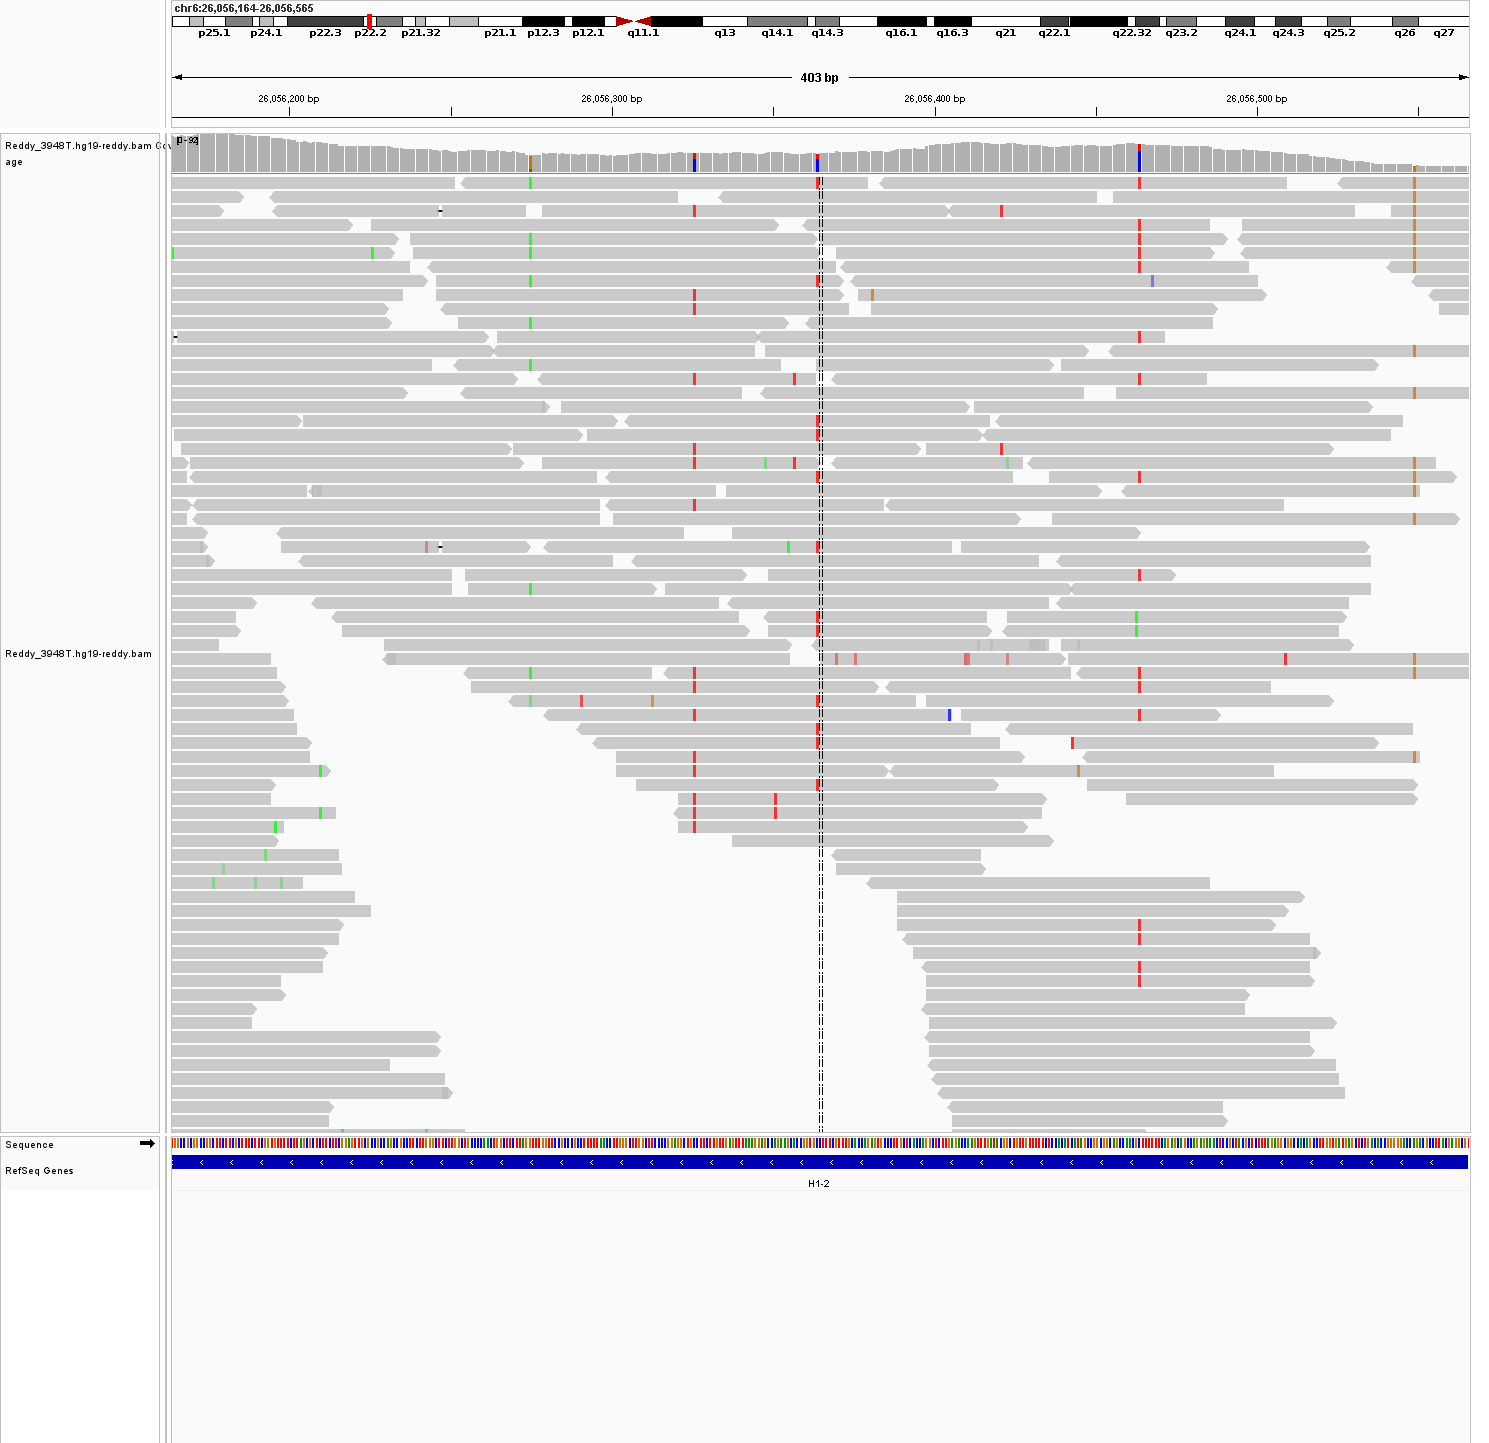 chr6:26,056,164-26,056,565
p25.1 p24.1 p22.3 p22.2 p21.32 p21.1 p12.3 p12.1 q11.1 q13 q14.1 q14.3 q16.1 q16.3 q21 q22.1 q22.32 q23.2 q24.1 q24.3 q25.2 q26 q27
403 bp
26,056,200 bp 26,056,300 bp 26,056,400 bp 26,056,500 bp
[0 - 92]
Reddy_3948T.hg19-reddy.bam Cov
age
Reddy_3948T.hg19-reddy.bam
Sequence
RefSeq Genes
H1-2